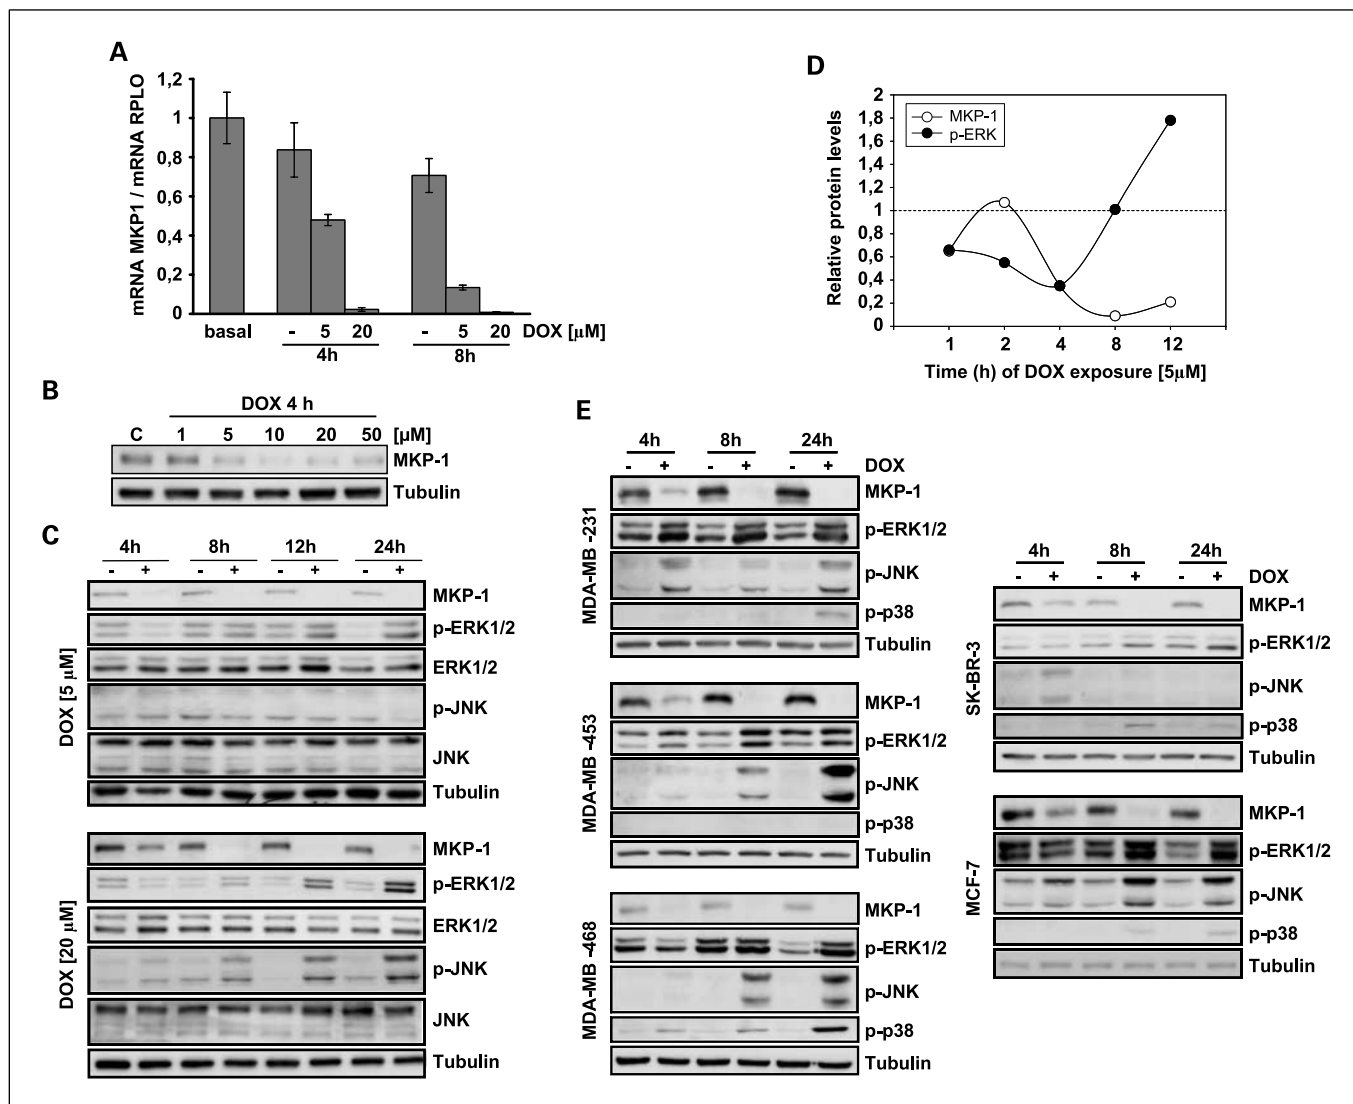 A
mRNA MKP1 / mRNA RPLO
1,2
1
0,8
0,6
0,4
0,2
0
basal
- 5 20 - 5 20 DOX [µM]
4h 8h
B
DOX 4 h
C 1 5 10 20 50 [µM]
MKP-1
Tubulin
C
4h 8h 12h 24h
- + - + - + - +
DOX [5 µM]
MKP-1
p-ERK1/2
ERK1/2
p-JNK
JNK
Tubulin
DOX [20 µM]
MKP-1
p-ERK1/2
ERK1/2
p-JNK
JNK
Tubulin
D
Relative protein levels
2
1,8
1,6
1,4
1,2
1
0,8
0,6
0,4
0,2
0
MKP-1
p-ERK
1 2 4 8 12
Time (h) of DOX exposure [5µM]
E
4h 8h 24h
- + - + - + DOX
MDA-MB -231
MKP-1
p-ERK1/2
p-JNK
p-p38
Tubulin
MDA-MB -453
MKP-1
p-ERK1/2
p-JNK
p-p38
Tubulin
MDA-MB -468
MKP-1
p-ERK1/2
p-JNK
p-p38
Tubulin
4h 8h 24h
- + - + - + DOX
SK-BR-3
MKP-1
p-ERK1/2
p-JNK
p-p38
Tubulin
MCF-7
MKP-1
p-ERK1/2
p-JNK
p-p38
Tubulin